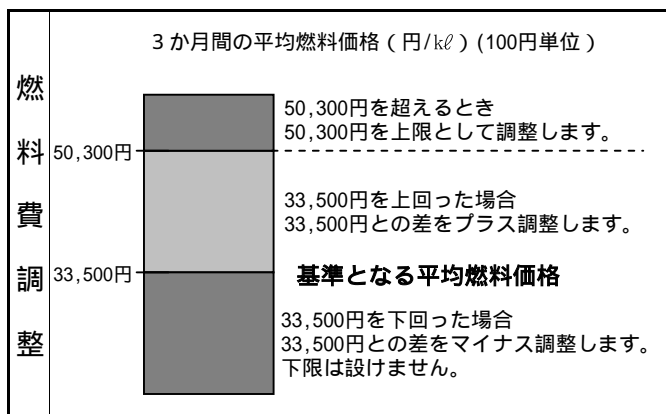 ３か月間の平均燃料価格（円/kℓ）(100円単位）
燃料費調整
50,300円を超えるとき
50,300円を上限として調整します。
50,300円
33,500円を上回った場合
33,500円との差をプラス調整します。
33,500円
基準となる平均燃料価格
33,500円を下回った場合
33,500円との差をマイナス調整します。
下限は設けません。